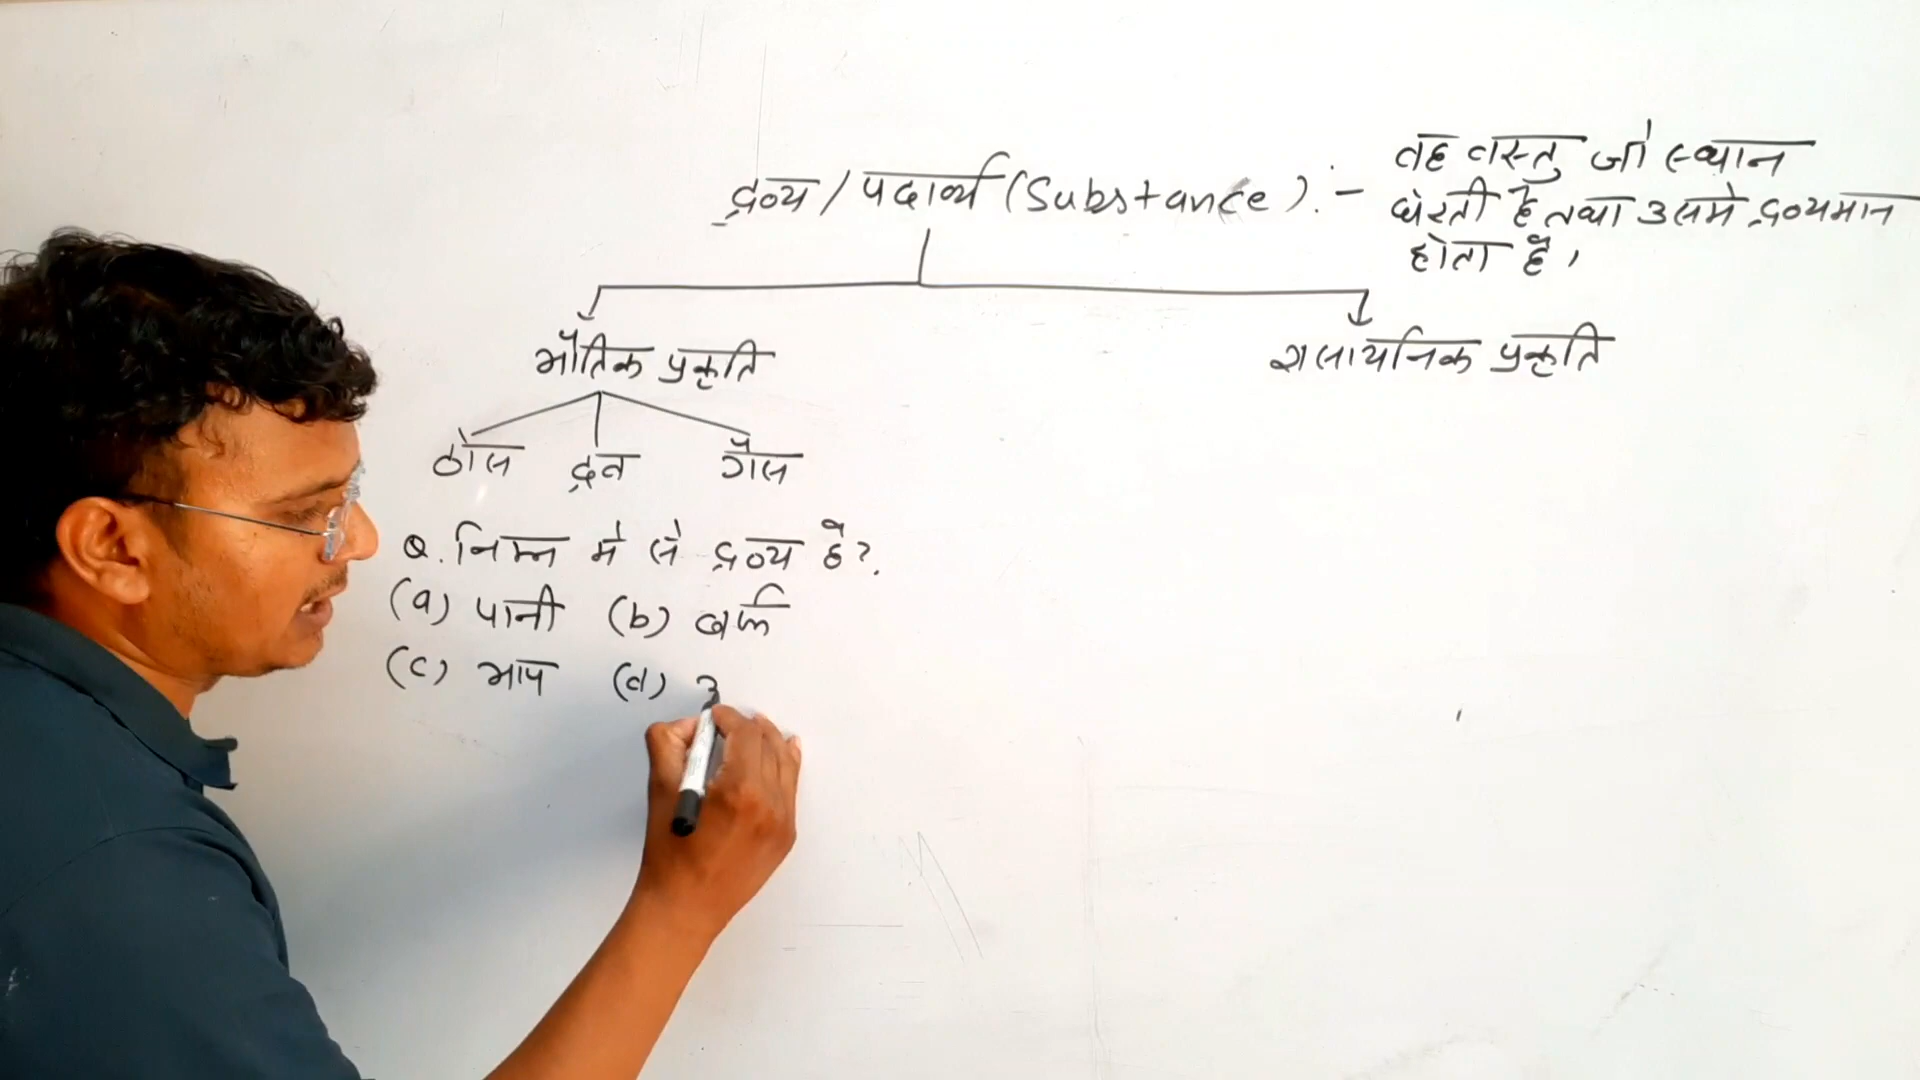 द्रव्य / पदार्थ (Substance) : - वह वस्तु जो स्थान
घेरती है तथा उसमे द्रव्यमान
होता है,
भौतिक प्रकृति
रासायनिक प्रकृति
ठोस द्रव गैस
Q. निम्न मे से द्रव्य है?
(a) पानी (b) बर्फ
(c) भाप (d)